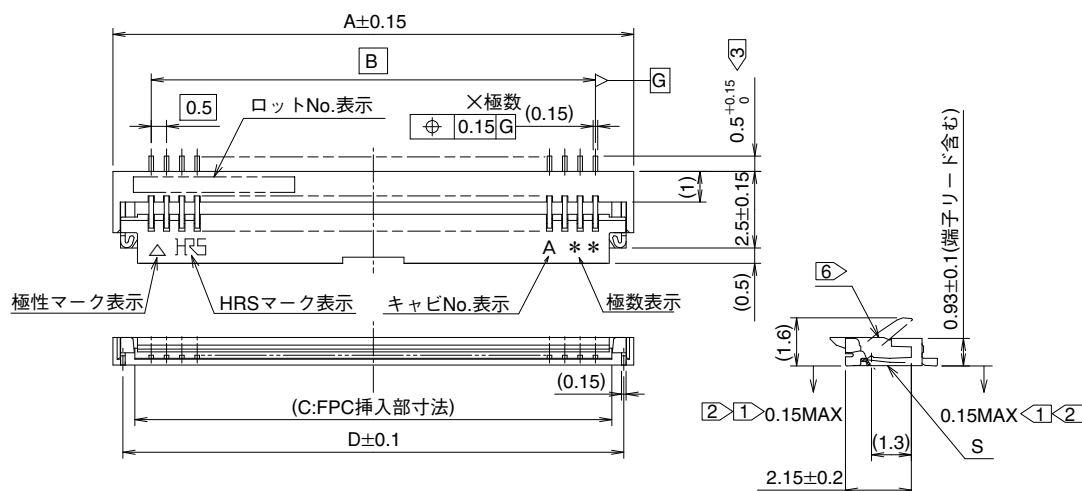 A±0.15
B
3
G
0.5
ロットNo.表示
×極数
(0.15)
⌖ 0.15 G
0.5 +0.15 0
(1)
2.5±0.15
(0.5)
0.93±0.1(端子リード含む)
HRS
A **
極性マーク表示
HRSマーク表示
キャビNo.表示
極数表示
6
(1.6)
(0.15)
(C:FPC挿入部寸法)
D±0.1
2 1 0.15MAX
0.15MAX 1 2
(1.3)
S
2.15±0.2